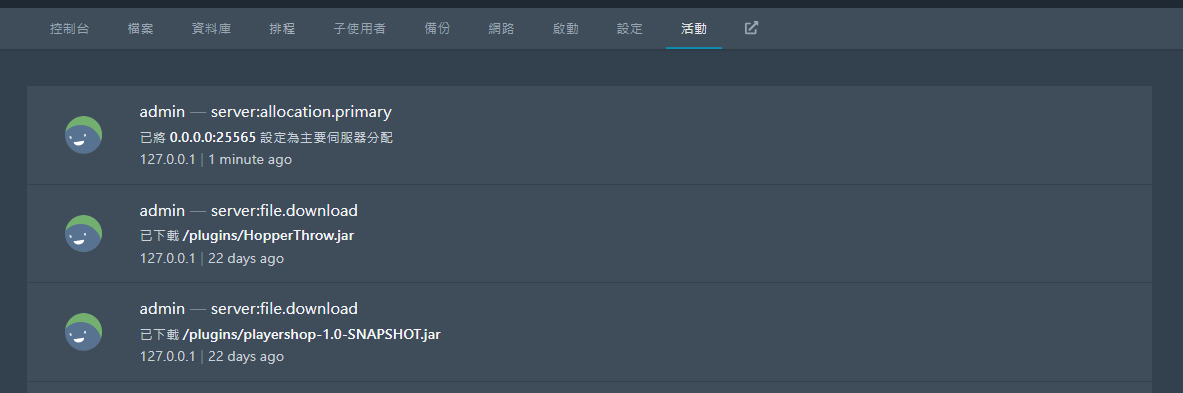 控制台 檔案 資料庫 排程 子使用者 備份 網路 啟動 設定 活動
admin — server:allocation.primary
已將 0.0.0.0:25565 設定為主要伺服器分配
127.0.0.1 | 1 minute ago
admin — server:file.download
已下載 /plugins/HopperThrow.jar
127.0.0.1 | 22 days ago
admin — server:file.download
已下載 /plugins/playershop-1.0-SNAPSHOT.jar
127.0.0.1 | 22 days ago